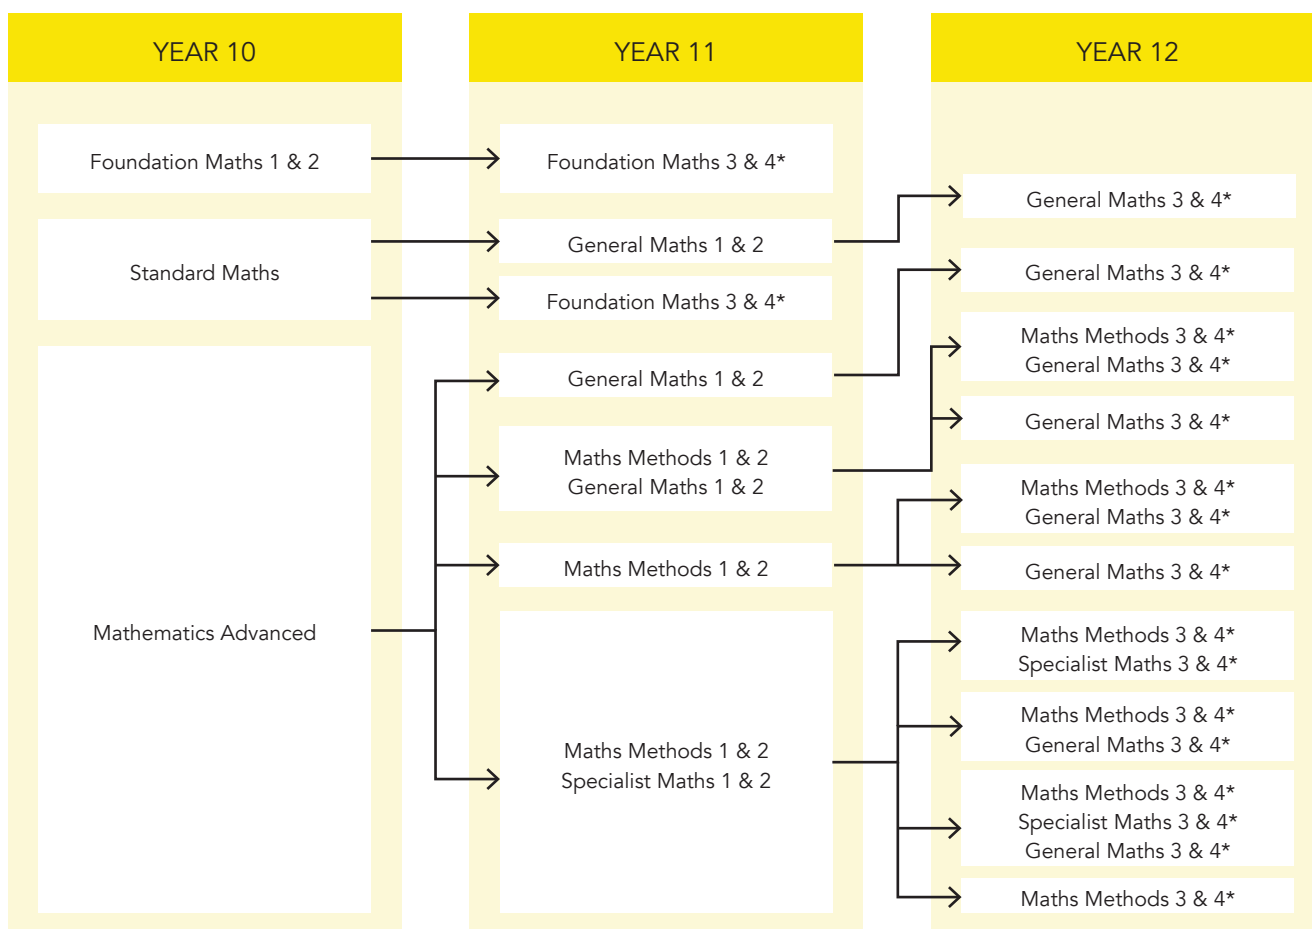 YEAR 10
Foundation Maths 1 & 2
Standard Maths
Mathematics Advanced
YEAR 11
Foundation Maths 3 & 4*
General Maths 1 & 2
Foundation Maths 3 & 4*
General Maths 1 & 2
Maths Methods 1 & 2
General Maths 1 & 2
Maths Methods 1 & 2
Maths Methods 1 & 2
Specialist Maths 1 & 2
YEAR 12
General Maths 3 & 4*
General Maths 3 & 4*
Maths Methods 3 & 4*
General Maths 3 & 4*
General Maths 3 & 4*
Maths Methods 3 & 4*
General Maths 3 & 4*
General Maths 3 & 4*
Maths Methods 3 & 4*
Specialist Maths 3 & 4*
Maths Methods 3 & 4*
General Maths 3 & 4*
Maths Methods 3 & 4*
Specialist Maths 3 & 4*
General Maths 3 & 4*
Maths Methods 3 & 4*